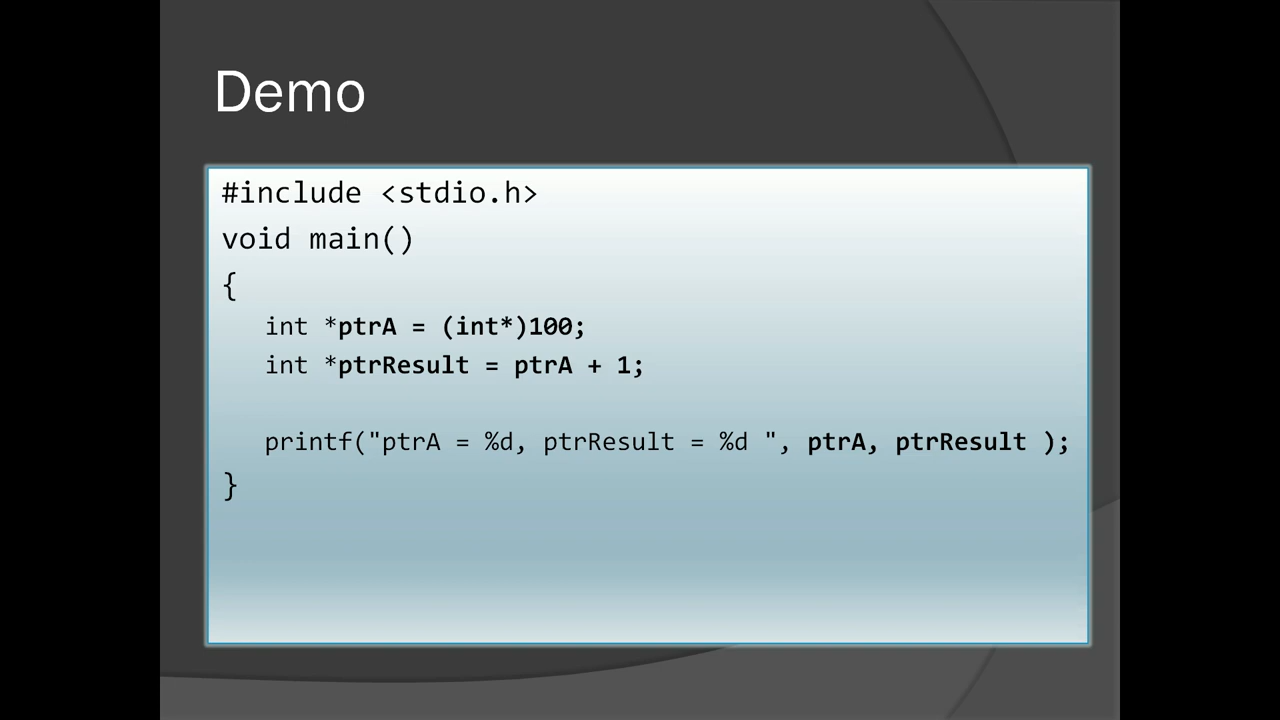 Demo
#include <stdio.h>
void main()
{
int *ptrA = (int*)100;
int *ptrResult = ptrA + 1;
printf("ptrA = %d, ptrResult = %d ", ptrA, ptrResult );
}